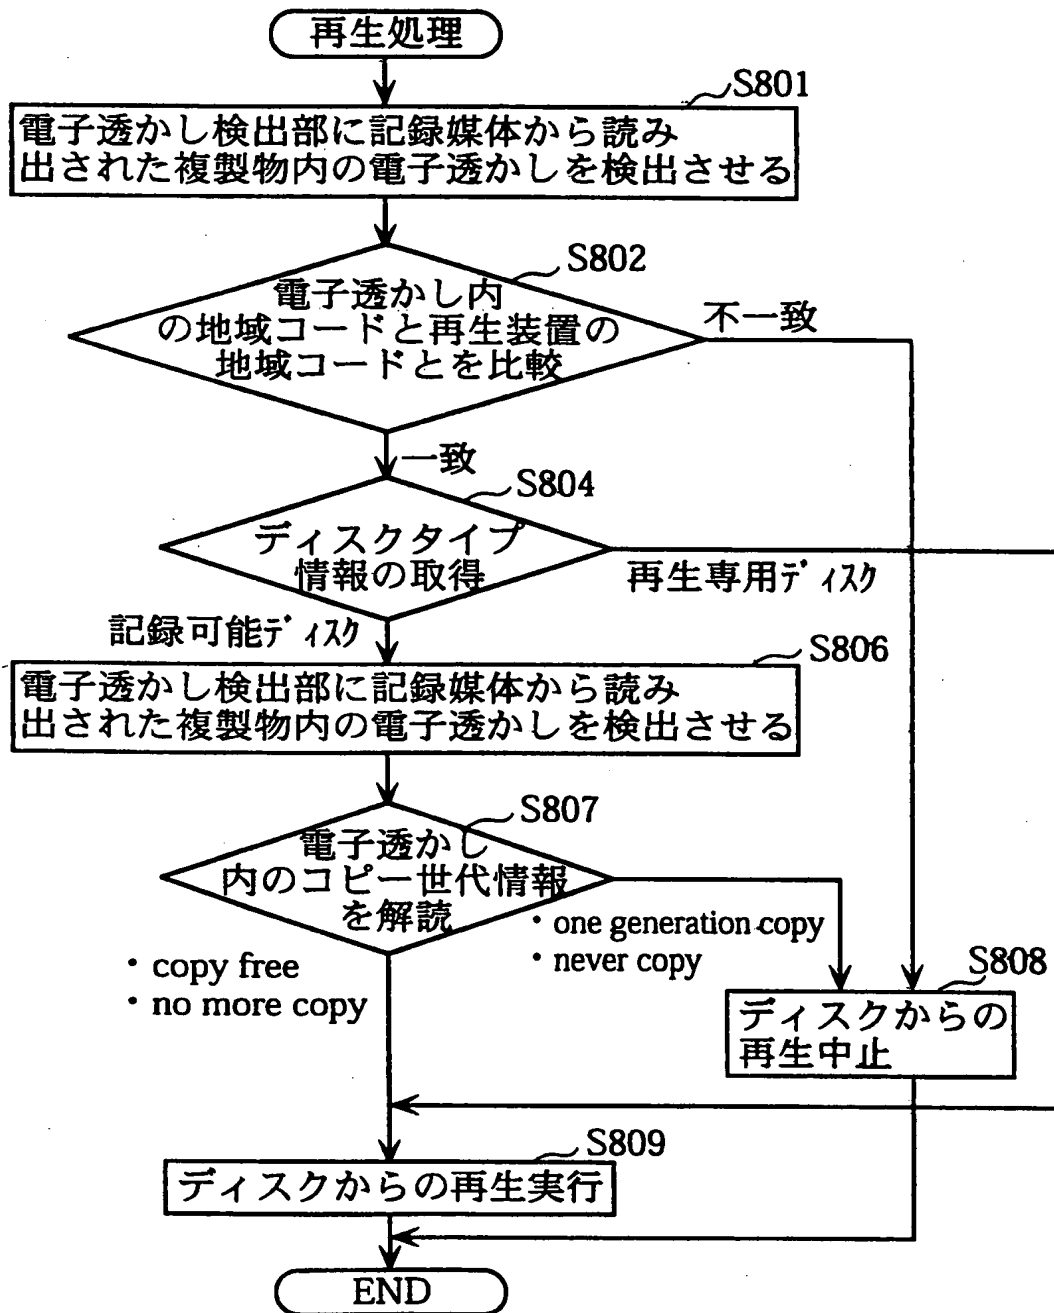 再生処理
S801
電子透かし検出部に記録媒体から読み
出された複製物内の電子透かしを検出させる
S802
電子透かし内
の地域コードと再生装置の
地域コードとを比較
不一致
一致
S804
ディスクタイプ
情報の取得
再生専用ディスク
記録可能ディスク
S806
電子透かし検出部に記録媒体から読み
出された複製物内の電子透かしを検出させる
S807
電子透かし
内のコピー世代情報
を解読
・one generation copy
・never copy
・copy free
・no more copy
S808
ディスクからの
再生中止
S809
ディスクからの再生実行
END